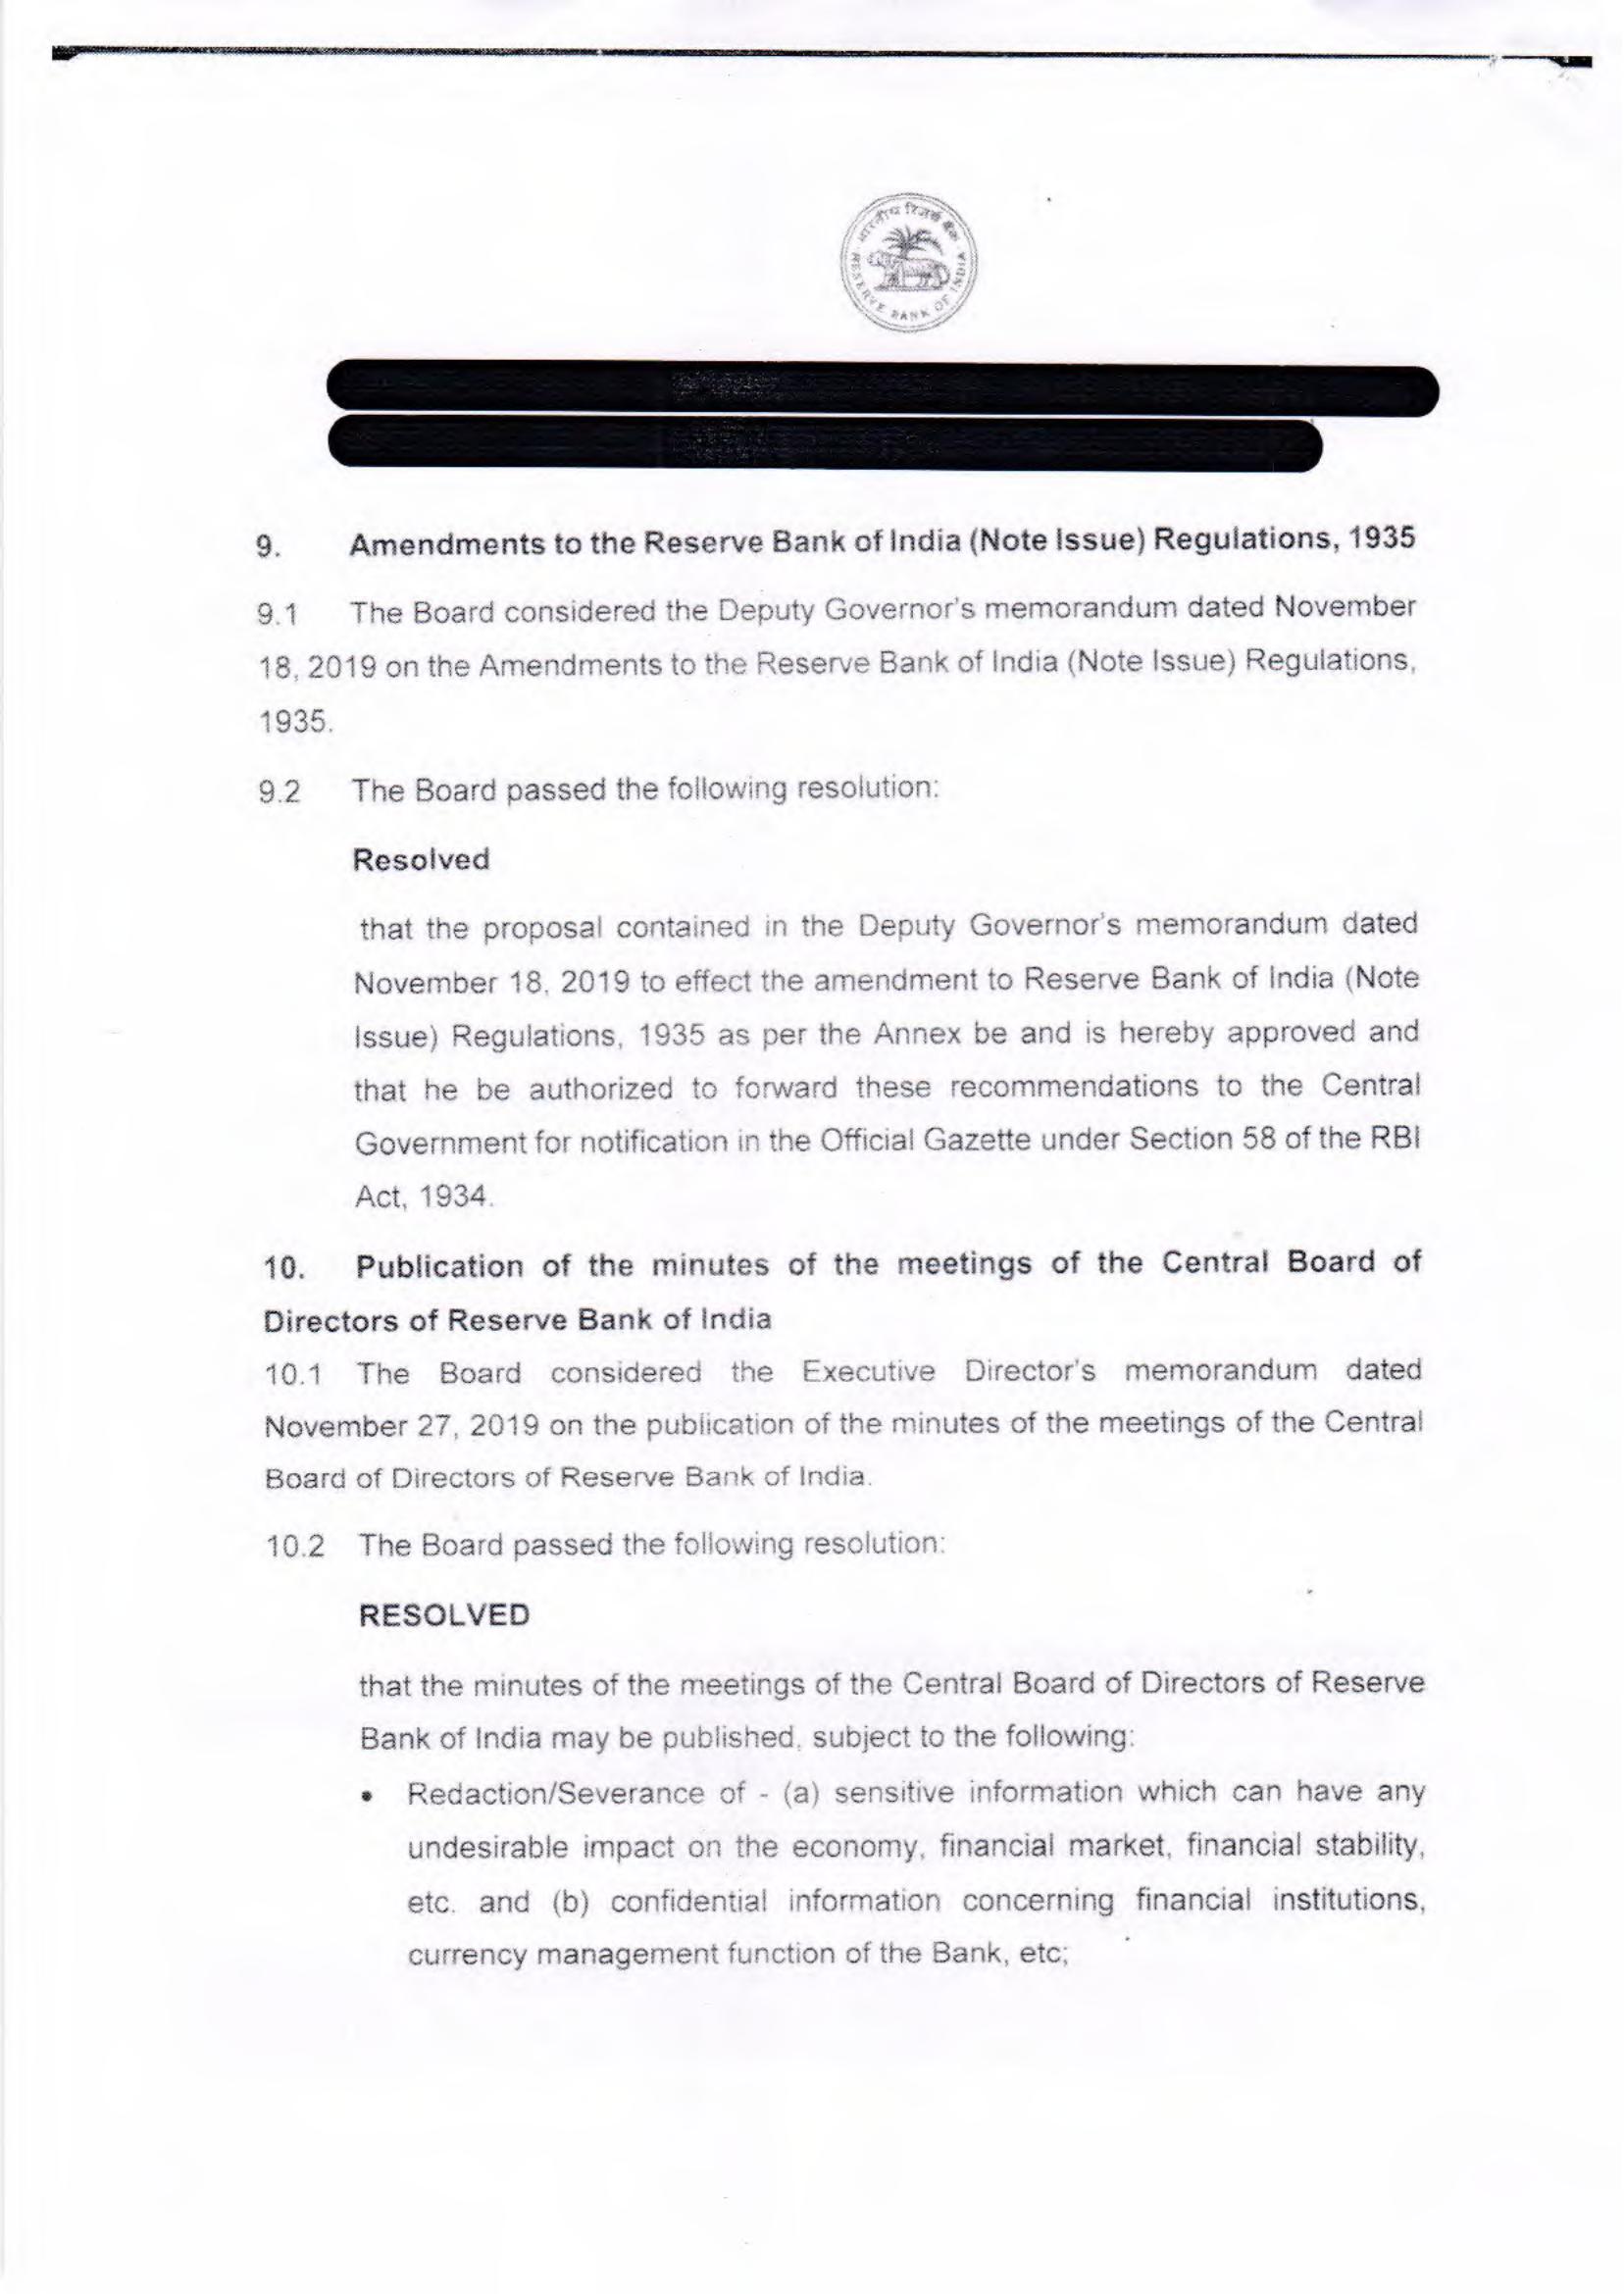 भारतीय रिज़र्व बैंक
RESERVE BANK OF INDIA
9. Amendments to the Reserve Bank of India (Note Issue) Regulations, 1935
9.1 The Board considered the Deputy Governor's memorandum dated November
18, 2019 on the Amendments to the Reserve Bank of India (Note Issue) Regulations,
1935.
9.2 The Board passed the following resolution:
Resolved
that the proposal contained in the Deputy Governor's memorandum dated
November 18, 2019 to effect the amendment to Reserve Bank of India (Note
Issue) Regulations, 1935 as per the Annex be and is hereby approved and
that he be authorized to forward these recommendations to the Central
Government for notification in the Official Gazette under Section 58 of the RBI
Act, 1934.
10. Publication of the minutes of the meetings of the Central Board of
Directors of Reserve Bank of India
10.1 The Board considered the Executive Director's memorandum dated
November 27, 2019 on the publication of the minutes of the meetings of the Central
Board of Directors of Reserve Bank of India.
10.2 The Board passed the following resolution:
RESOLVED
that the minutes of the meetings of the Central Board of Directors of Reserve
Bank of India may be published, subject to the following:
• Redaction/Severance of - (a) sensitive information which can have any
undesirable impact on the economy, financial market, financial stability,
etc. and (b) confidential information concerning financial institutions,
currency management function of the Bank, etc;